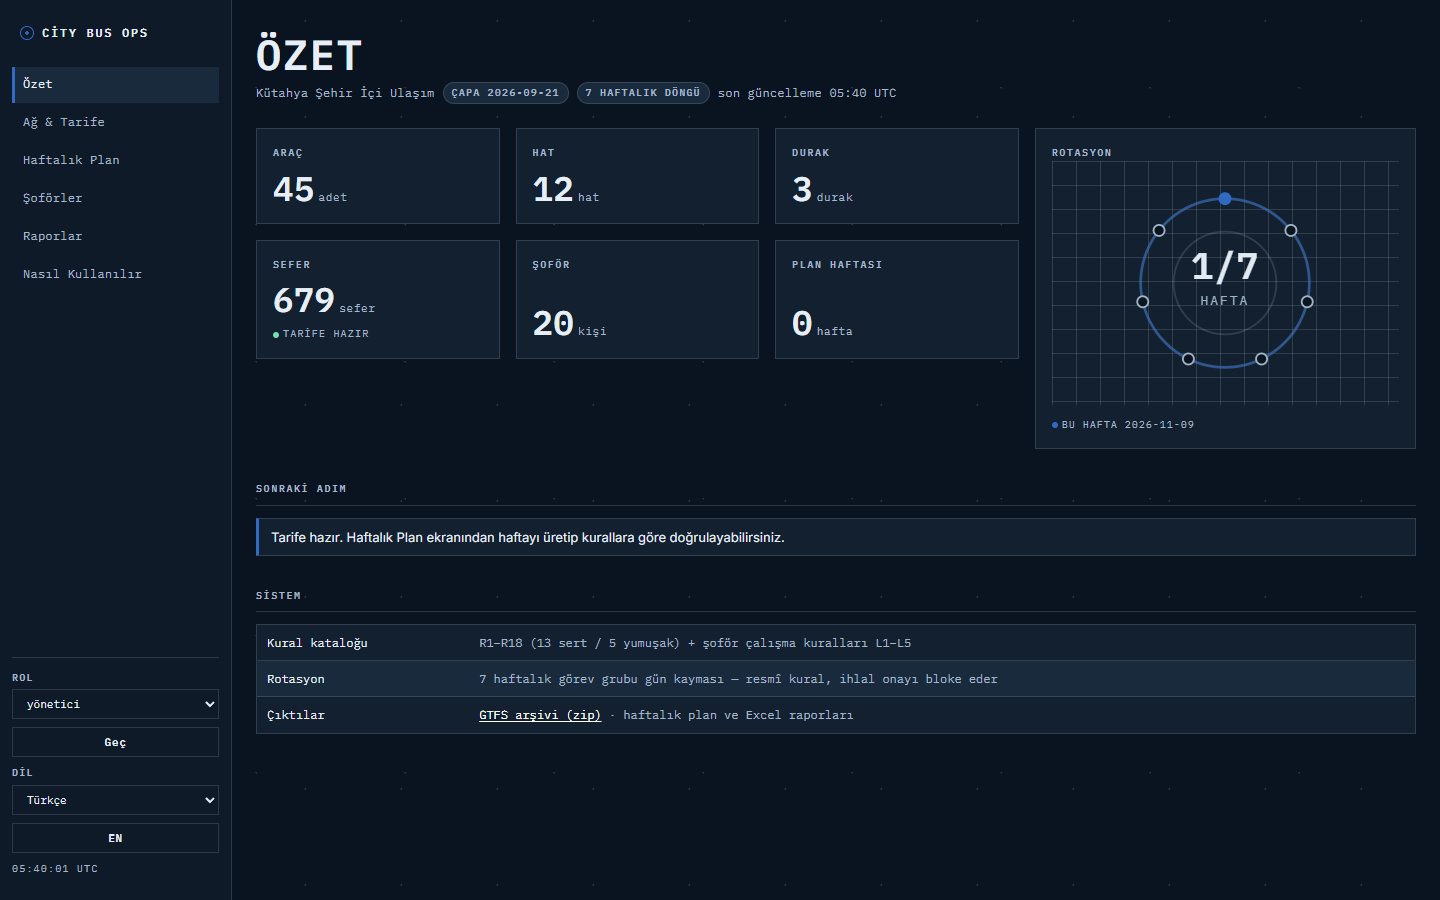 CİTY BUS OPS
Özet
Ağ & Tarife
Haftalık Plan
Şoförler
Raporlar
Nasıl Kullanılır
ROL
yönetici
Geç
DİL
Türkçe
EN
05:40:01 UTC
ÖZET
Kütahya Şehir İçi Ulaşım ÇAPA 2026-09-21 7 HAFTALIK DÖNGÜ son güncelleme 05:40 UTC
ARAÇ
45 adet
HAT
12 hat
DURAK
3 durak
SEFER
679 sefer
TARİFE HAZIR
ŞOFÖR
20 kişi
PLAN HAFTASI
0 hafta
ROTASYON
1/7
HAFTA
BU HAFTA 2026-11-09
SONRAKİ ADIM
Tarife hazır. Haftalık Plan ekranından haftayı üretip kurallara göre doğrulayabilirsiniz.
SİSTEM
Kural kataloğu R1–R18 (13 sert / 5 yumuşak) + şoför çalışma kuralları L1–L5
Rotasyon 7 haftalık görev grubu gün kayması — resmî kural, ihlal onayı bloke eder
Çıktılar GTFS arşivi (zip) · haftalık plan ve Excel raporları